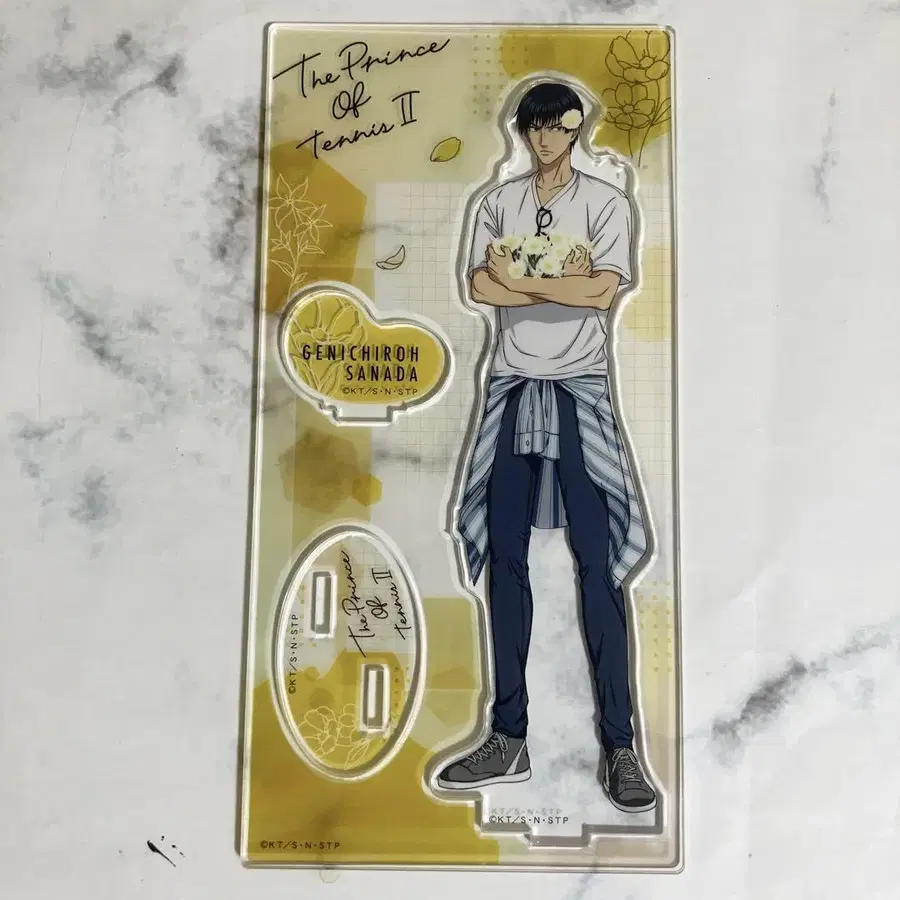 The Prince
Of
tennis II
GENICHIROH
SANADA
©KT/S・N・STP
The Prince
Of
tennis II
©KT/S・N・STP
©KT/S・N・STP
©KT/S・N・STP